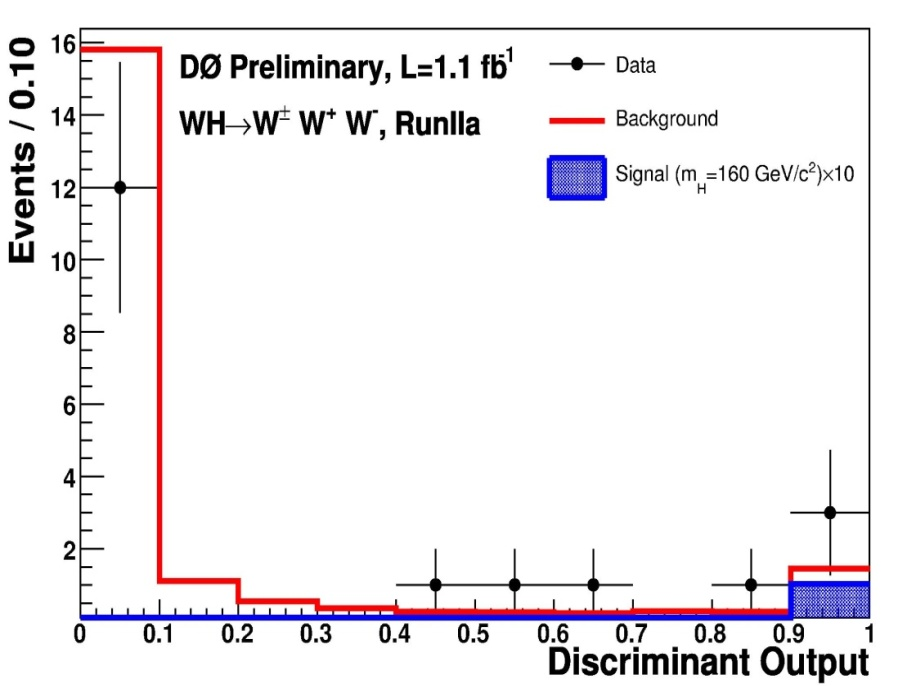 Events / 0.10
16
14
12
10
8
6
4
2
DØ Preliminary, L=1.1 fb⁻¹
WH→W± W⁺ W⁻, RunIIa
Data
Background
Signal (m_H=160 GeV/c²)×10
0 0.1 0.2 0.3 0.4 0.5 0.6 0.7 0.8 0.9 1
Discriminant Output